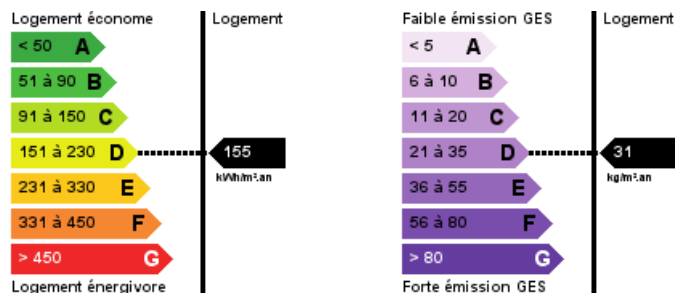 Logement économe
Logement
< 50 A
51 à 90 B
91 à 150 C
151 à 230 D
155
kWh/m².an
231 à 330 E
331 à 450 F
> 450 G
Logement énergivore
Faible émission GES
Logement
< 5 A
6 à 10 B
11 à 20 C
21 à 35 D
31
kg/m².an
36 à 55 E
56 à 80 F
> 80 G
Forte émission GES